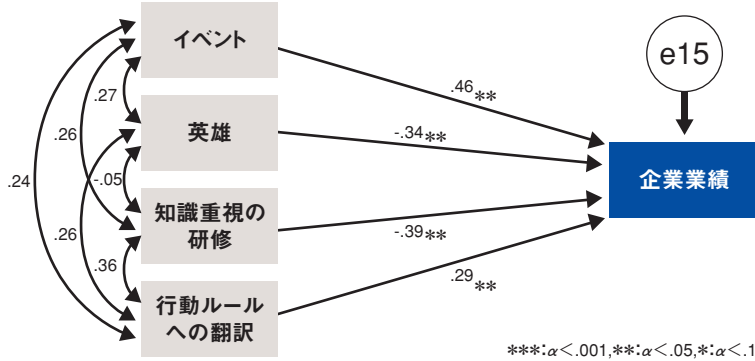 イベント
英雄
知識重視の
研修
行動ルール
への翻訳
.27
.26
.24
-.05
.26
.36
.46**
-.34**
-.39**
.29**
e15
企業業績
***:α<.001,**:α<.05,*:α<.1